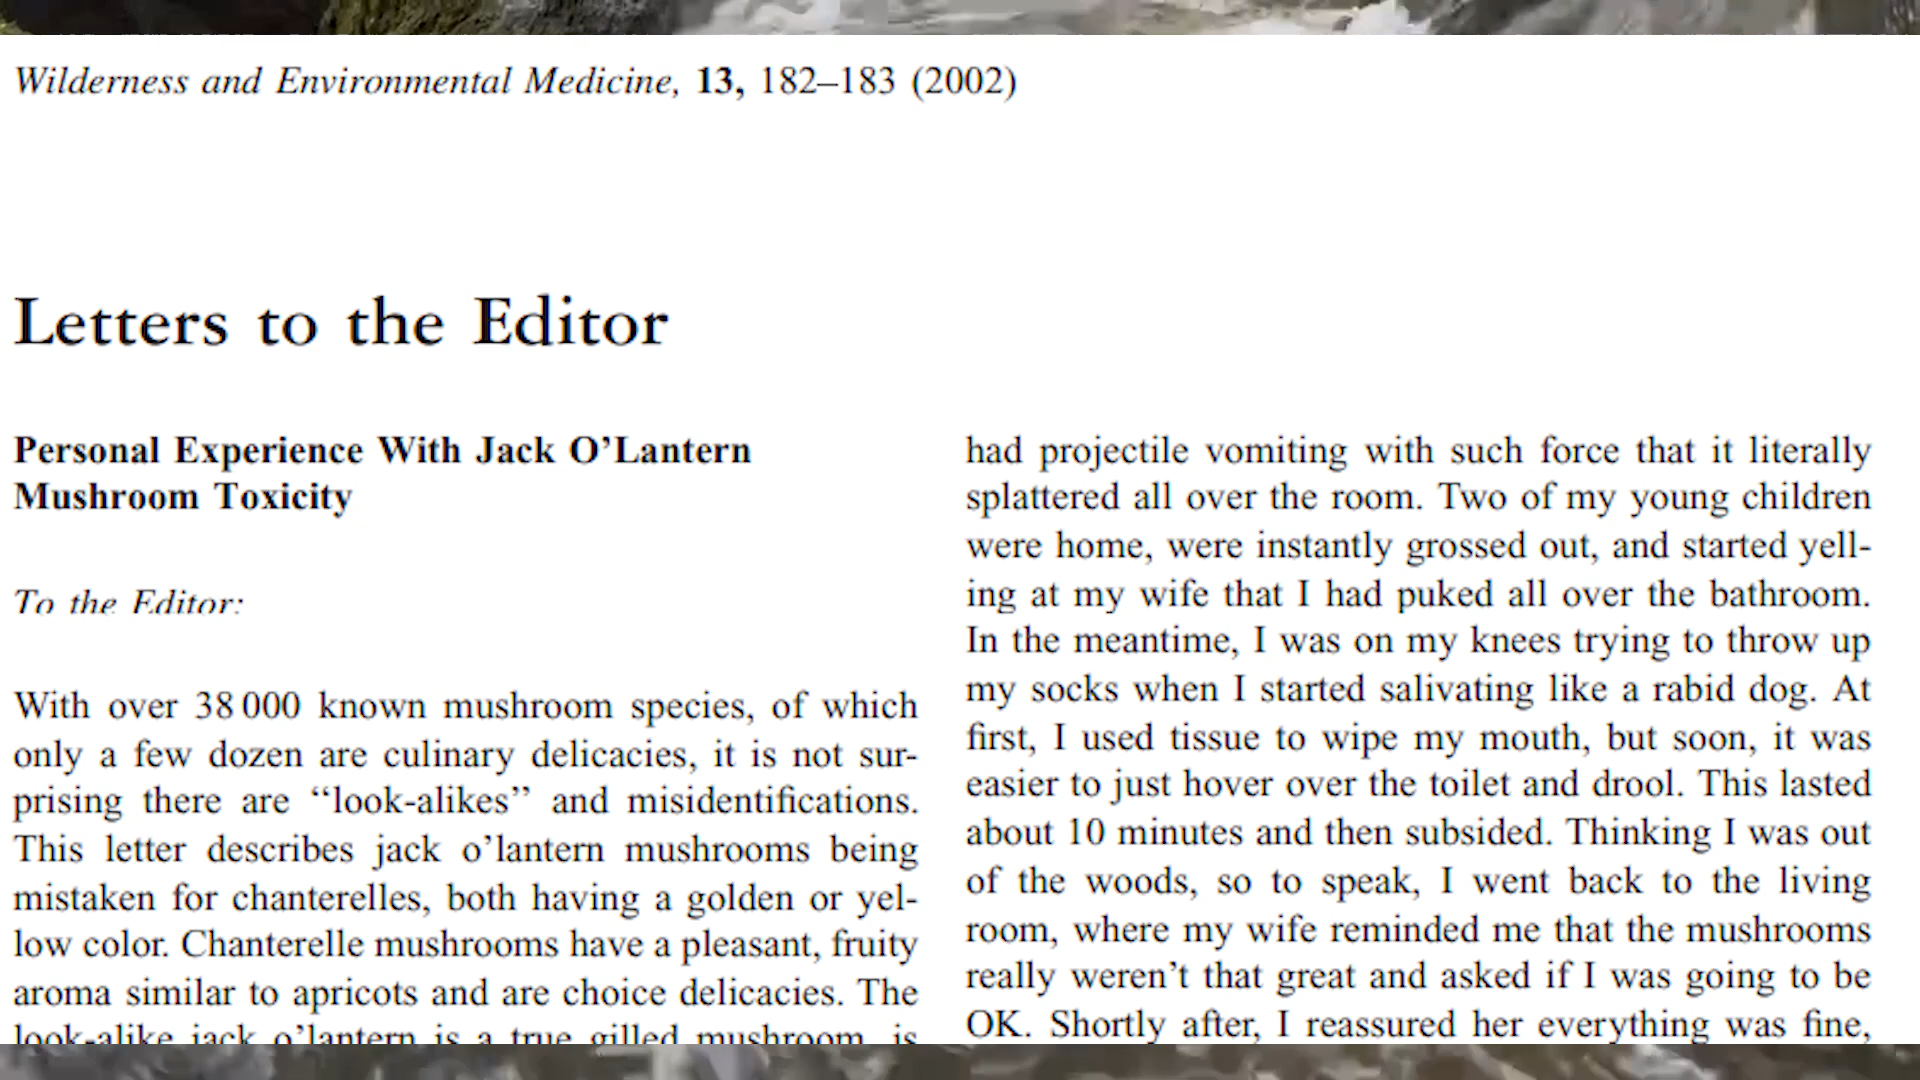 Wilderness and Environmental Medicine, 13, 182–183 (2002)
Letters to the Editor
Personal Experience With Jack O’Lantern
Mushroom Toxicity
To the Editor:
With over 38 000 known mushroom species, of which
only a few dozen are culinary delicacies, it is not sur-
prising there are ‘‘look-alikes’’ and misidentifications.
This letter describes jack o’lantern mushrooms being
mistaken for chanterelles, both having a golden or yel-
low color. Chanterelle mushrooms have a pleasant, fruity
aroma similar to apricots and are choice delicacies. The
look-alike jack o’lantern is a true gilled mushroom, is
had projectile vomiting with such force that it literally
splattered all over the room. Two of my young children
were home, were instantly grossed out, and started yell-
ing at my wife that I had puked all over the bathroom.
In the meantime, I was on my knees trying to throw up
my socks when I started salivating like a rabid dog. At
first, I used tissue to wipe my mouth, but soon, it was
easier to just hover over the toilet and drool. This lasted
about 10 minutes and then subsided. Thinking I was out
of the woods, so to speak, I went back to the living
room, where my wife reminded me that the mushrooms
really weren’t that great and asked if I was going to be
OK. Shortly after, I reassured her everything was fine,